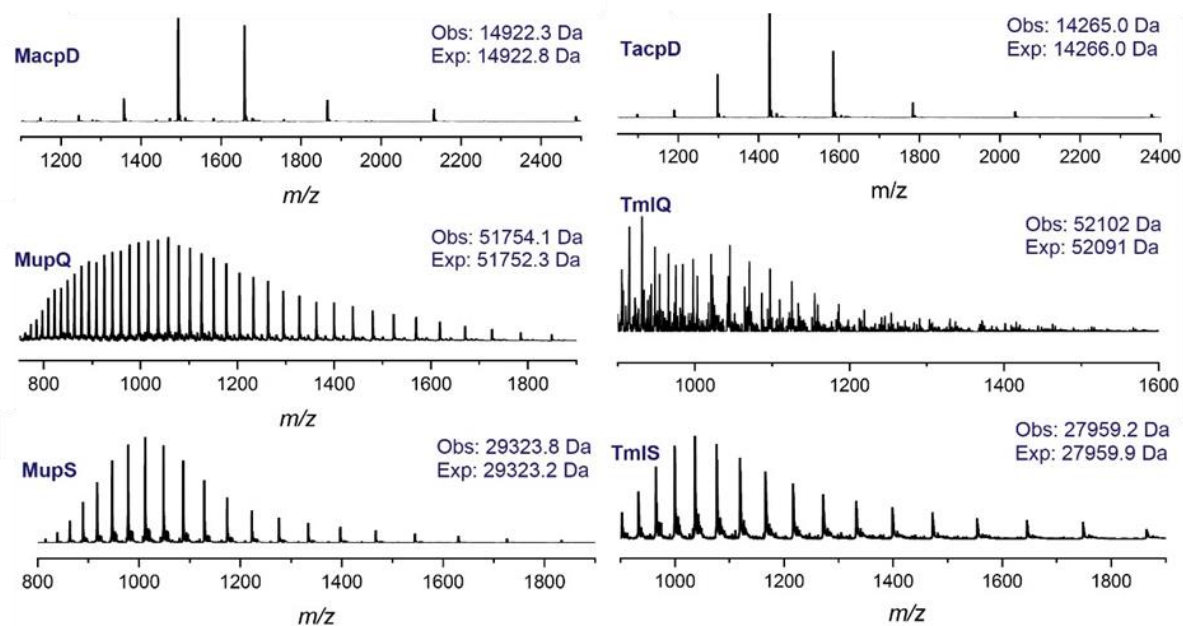 MacpD
Obs: 14922.3 Da
Exp: 14922.8 Da
1200 1400 1600 1800 2000 2200 2400
m/z
TacpD
Obs: 14265.0 Da
Exp: 14266.0 Da
1200 1400 1600 1800 2000 2200 2400
m/z
MupQ
Obs: 51754.1 Da
Exp: 51752.3 Da
800 1000 1200 1400 1600 1800
m/z
TmlQ
Obs: 52102 Da
Exp: 52091 Da
1000 1200 1400 1600
MupS
Obs: 29323.8 Da
Exp: 29323.2 Da
800 1000 1200 1400 1600 1800
m/z
TmlS
Obs: 27959.2 Da
Exp: 27959.9 Da
1000 1200 1400 1600 1800
m/z